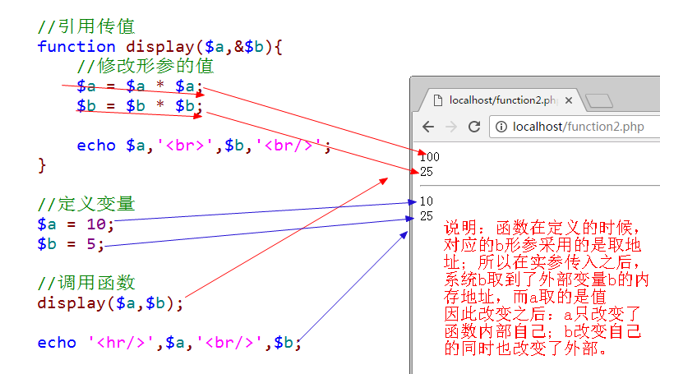 //引用传值
function display($a,&$b){
//修改形参的值
$a = $a * $a;
$b = $b * $b;
echo $a,'<br>',$b,'<br/>';
}
//定义变量
$a = 10;
$b = 5;
//调用函数
display($a,$b);
echo '<hr/>',$a,'<br/>',$b;
localhost/function2.ph
localhost/function2.php
100
25
10
25
说明：函数在定义的时候，
对应的b形参采用的是取地
址；所以在实参传入之后，
系统b取到了外部变量b的内
存地址，而a取的是值
因此改变之后：a只改变了
函数内部自己；b改变自己
的同时也改变了外部。